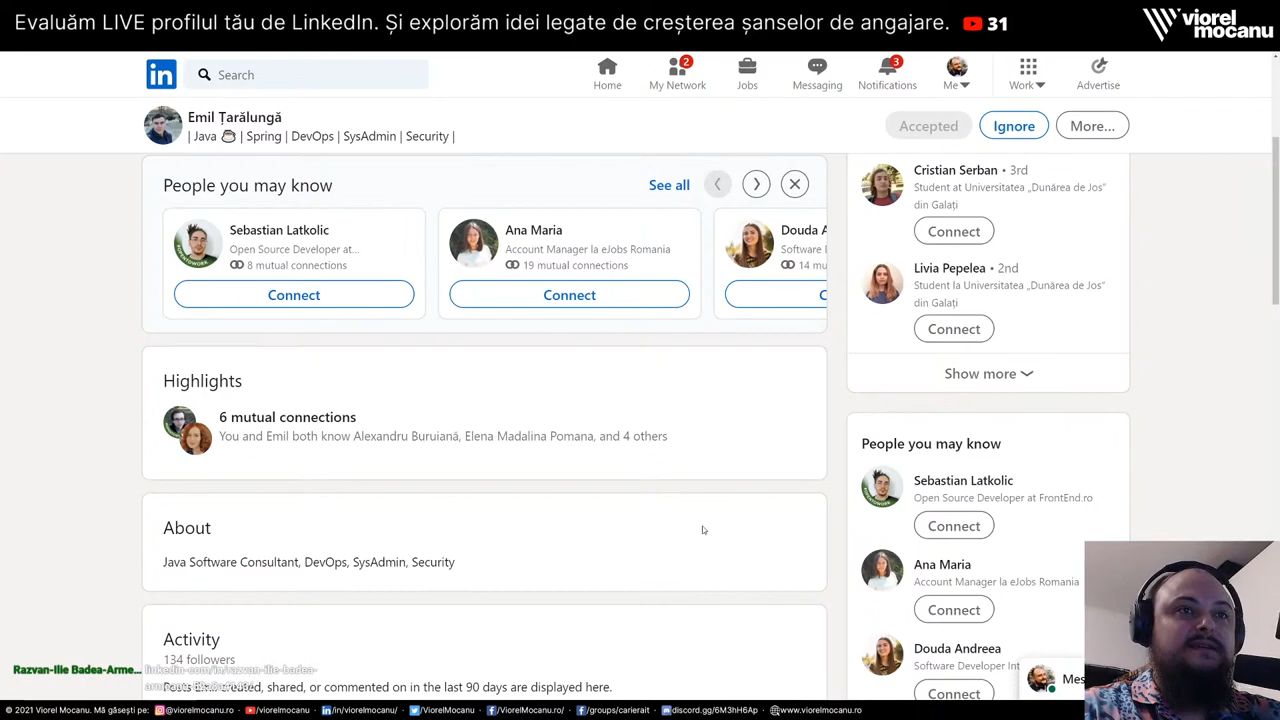 Evaluăm LIVE profilul tău de LinkedIn. Și explorăm idei legate de creșterea șanselor de angajare. 31
viorel mocanu
in Search
Home
My Network 2
Jobs
Messaging
Notifications 3
Me
Work
Advertise
Emil Țarălungă
| Java | Spring | DevOps | SysAdmin | Security |
Accepted
Ignore
More...
People you may know
See all
Sebastian Latkolic
Open Source Developer at...
8 mutual connections
Connect
Ana Maria
Account Manager la eJobs Romania
19 mutual connections
Connect
Douda A
Software I
14 mu
C
Highlights
6 mutual connections
You and Emil both know Alexandru Buruiană, Elena Madalina Pomana, and 4 others
About
Java Software Consultant, DevOps, SysAdmin, Security
Activity
134 followers
created, shared, or commented on in the last 90 days are displayed here.
Cristian Serban • 3rd
Student at Universitatea „Dunărea de Jos”
din Galați
Connect
Livia Pepelea • 2nd
Student la Universitatea „Dunărea de Jos”
din Galați
Connect
Show more
People you may know
Sebastian Latkolic
Open Source Developer at FrontEnd.ro
Connect
Ana Maria
Account Manager la eJobs Romania
Connect
Douda Andreea
Software Developer Int
Connect
Mes
Razvan-Ilie Badea-Arme... linkedin.com/in/razvan-ilie-badea-
© 2021 Viorel Mocanu. Mă găsești pe: @viorelmocanu.ro /viorelmocanu /in/viorelmocanu/ /ViorelMocanu /ViorelMocanu.ro/ /groups/carierait discord.gg/6M3hH6Ap www.viorelmocanu.ro